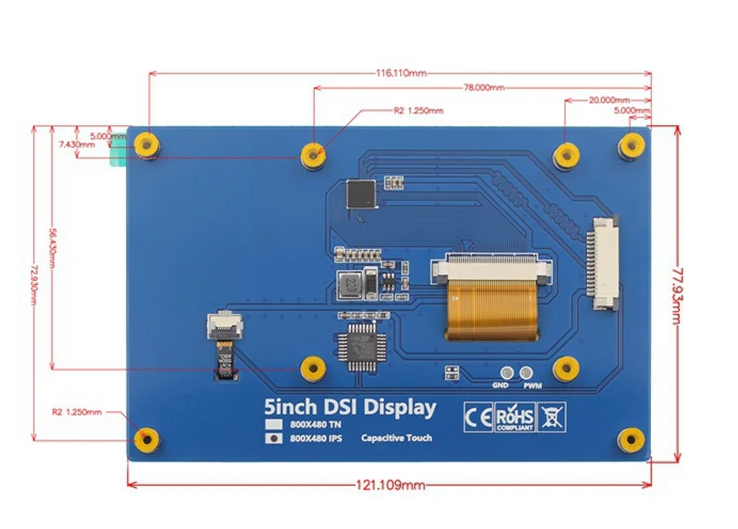 116,110mm
78.000mm
20.000mm
R2 1.250mm
5.000mm
5.000mm
7.430mm
56.430mm
72.930mm
77.93mm
220
GND
PWM
5inch DSI Display
800X480 TN
800X480 IPS
Capacitive Touch
CE
RoHS
COMPLIANT
R2 1.250mm
121.109mm